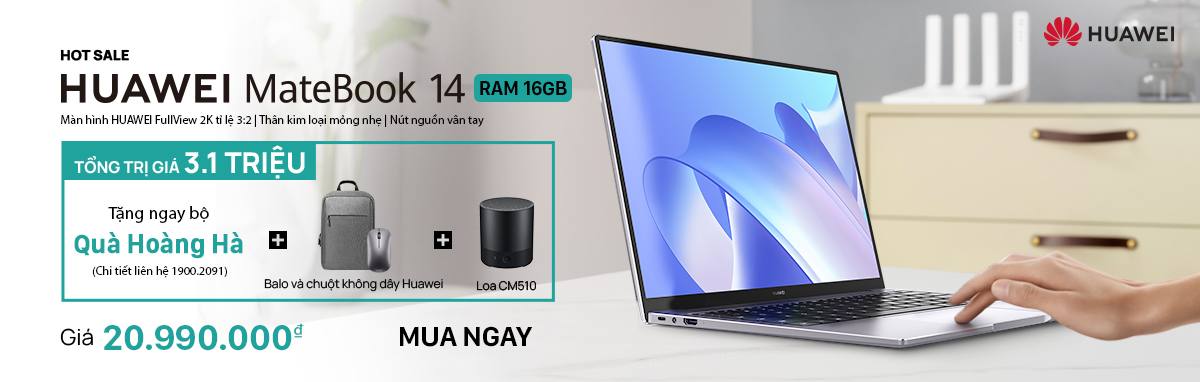 HOT SALE
HUAWEI MateBook 14 RAM 16GB
Màn hình HUAWEI FullView 2K tỉ lệ 3:2 | Thân kim loại mỏng nhẹ | Nút nguồn vân tay
TỔNG TRỊ GIÁ 3.1 TRIỆU
Tặng ngay bộ
Quà Hoàng Hà
(Chi tiết liên hệ 1900.2091)
+
Balo và chuột không dây Huawei
+
Loa CM510
Giá 20.990.000đ
MUA NGAY
HUAWEI
HUAWEI